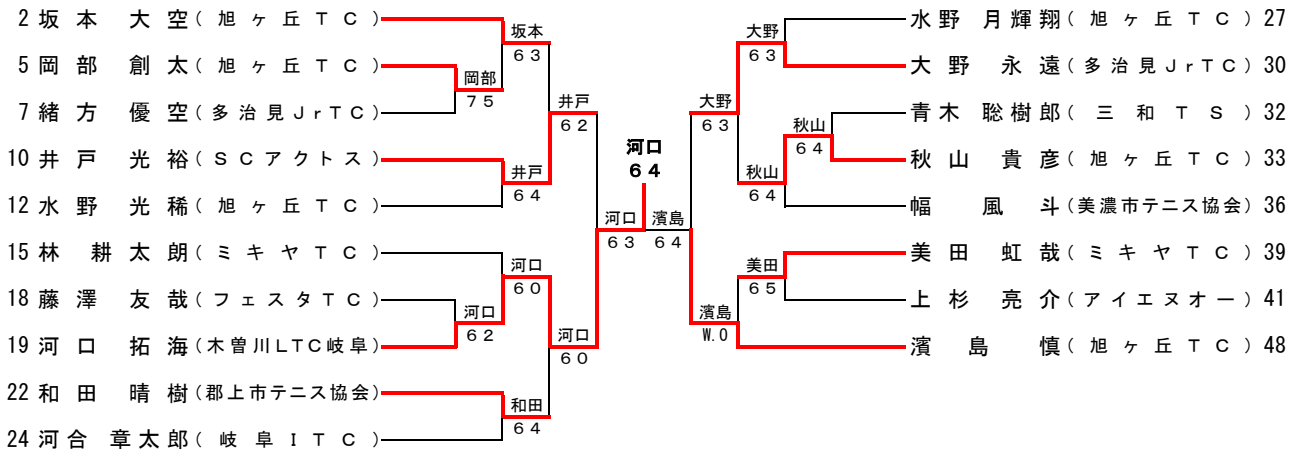 2 坂本 大空(旭ヶ丘TC)
5 岡部 創太(旭ヶ丘TC)
7 緒方 優空(多治見JrTC)
10 井戸 光裕(SCアクトス)
12 水野 光稀(旭ヶ丘TC)
15 林 耕太朗(ミキヤTC)
18 藤澤 友哉(フェスタTC)
19 河口 拓海(木曽川LTC岐阜)
22 和田 晴樹(郡上市テニス協会)
24 河合 章太郎(岐阜ITC)
坂本
63
岡部
75
井戸
62
井戸
64
河口
60
河口
62
河口
60
和田
64
河口
63
河口
64
濱島
64
大野
63
大野
63
秋山
64
秋山
64
美田
65
濱島
W.O
水野 月輝翔(旭ヶ丘TC) 27
大野 永遠(多治見JrTC) 30
青木 聡樹郎(三和TS) 32
秋山 貴彦(旭ヶ丘TC) 33
幅 風斗(美濃市テニス協会) 36
美田 虹哉(ミキヤTC) 39
上杉 亮介(アイエヌオー) 41
濱島 慎(旭ヶ丘TC) 48